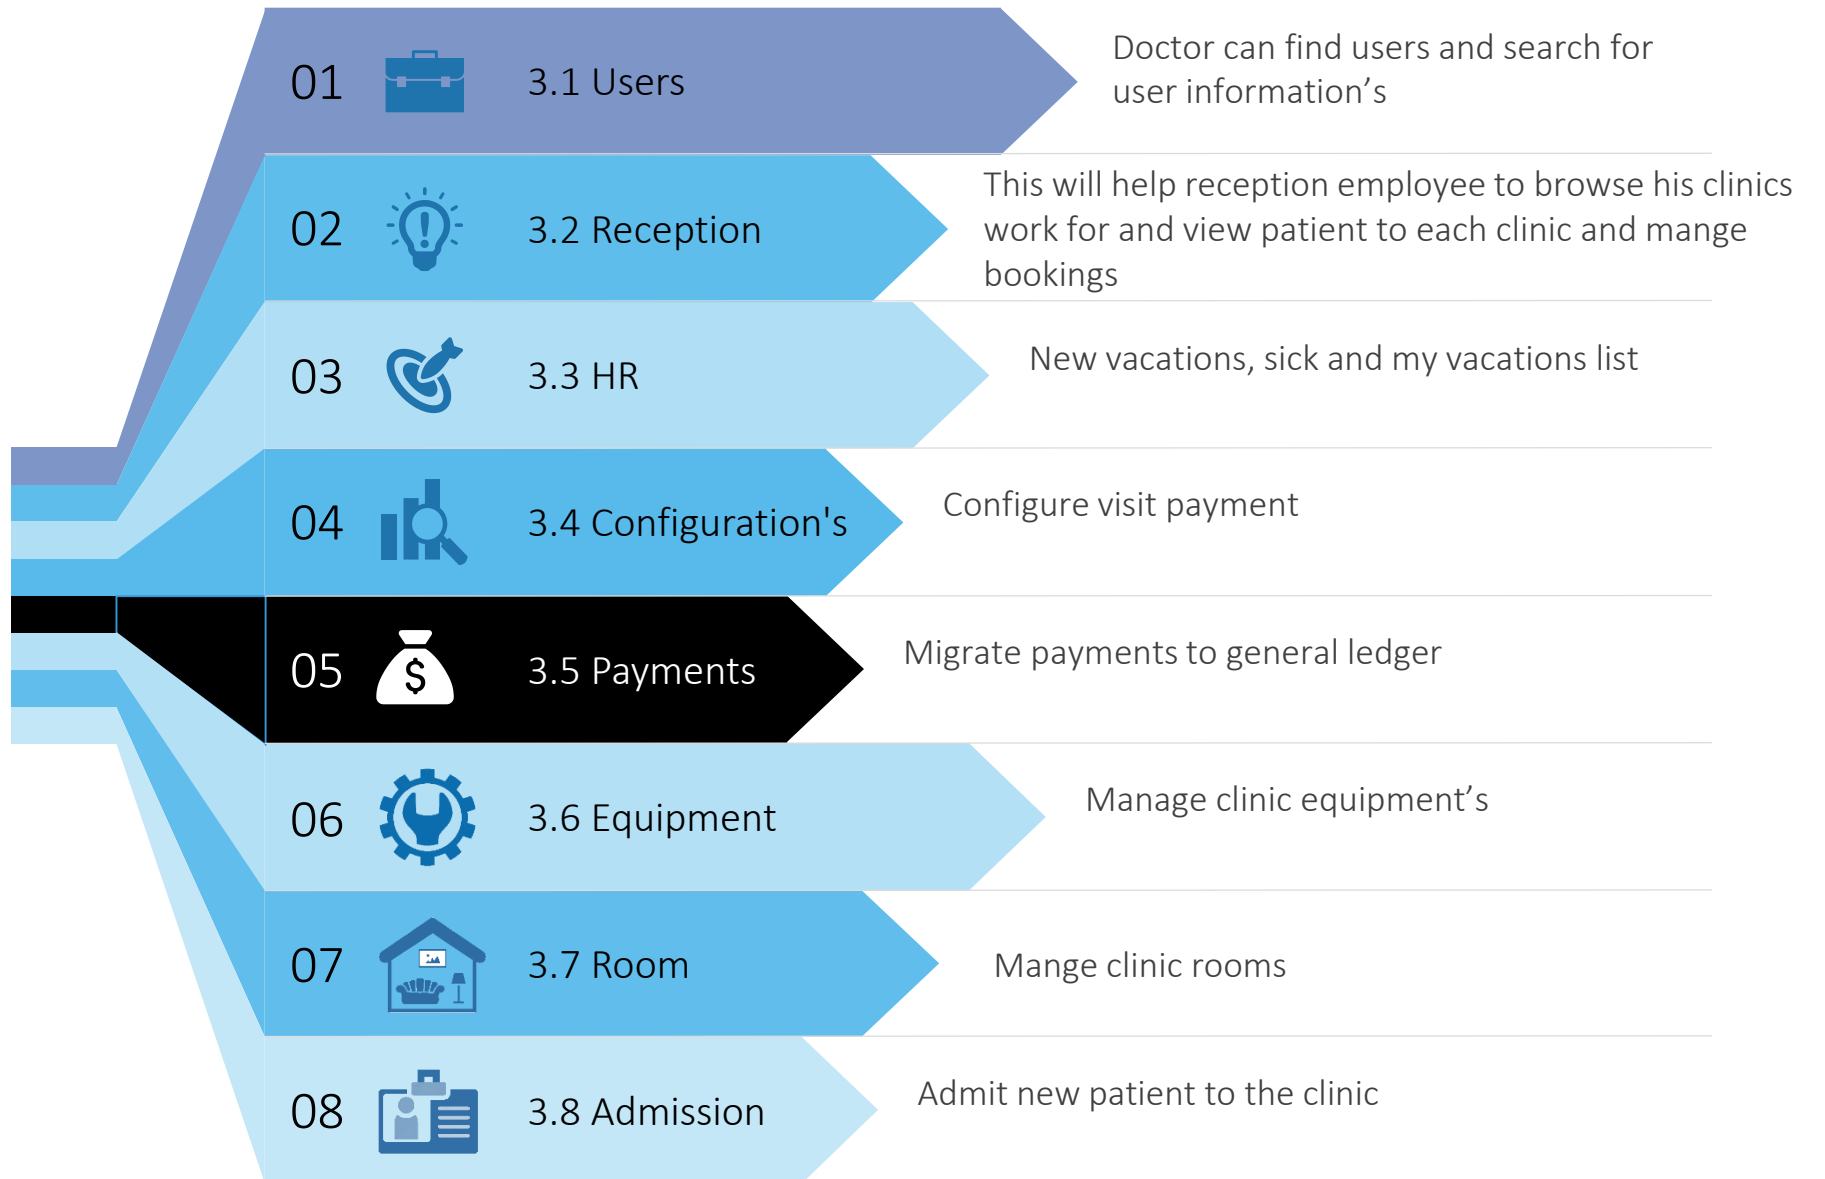 01
3.1 Users
Doctor can find users and search for
user information’s
02
3.2 Reception
This will help reception employee to browse his clinics
work for and view patient to each clinic and mange
bookings
03
3.3 HR
New vacations, sick and my vacations list
04
3.4 Configuration's
Configure visit payment
05
$
3.5 Payments
Migrate payments to general ledger
06
3.6 Equipment
Manage clinic equipment’s
07
3.7 Room
Mange clinic rooms
08
3.8 Admission
Admit new patient to the clinic